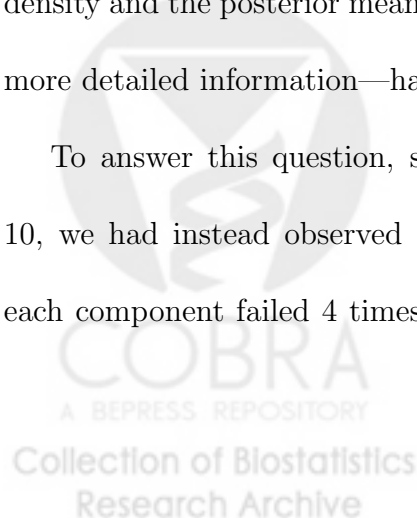 density and the posterior mean
more detailed information—ha
To answer this question, s
10, we had instead observed
each component failed 4 times
COBRA
A BEPRESS REPOSITORY
Collection of Biostatistics
Research Archive